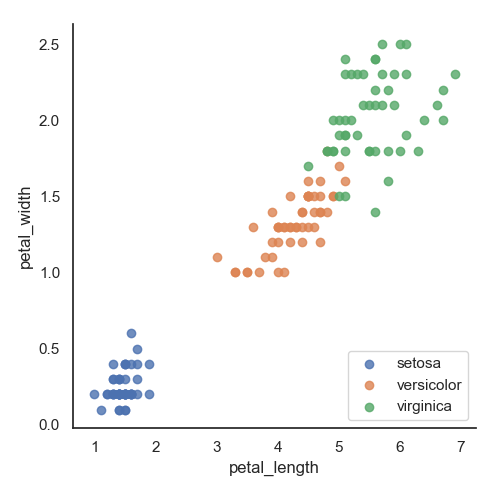 2.5
2.0
1.5
1.0
0.5
0.0
petal_width
1 2 3 4 5 6 7
petal_length
setosa
versicolor
virginica